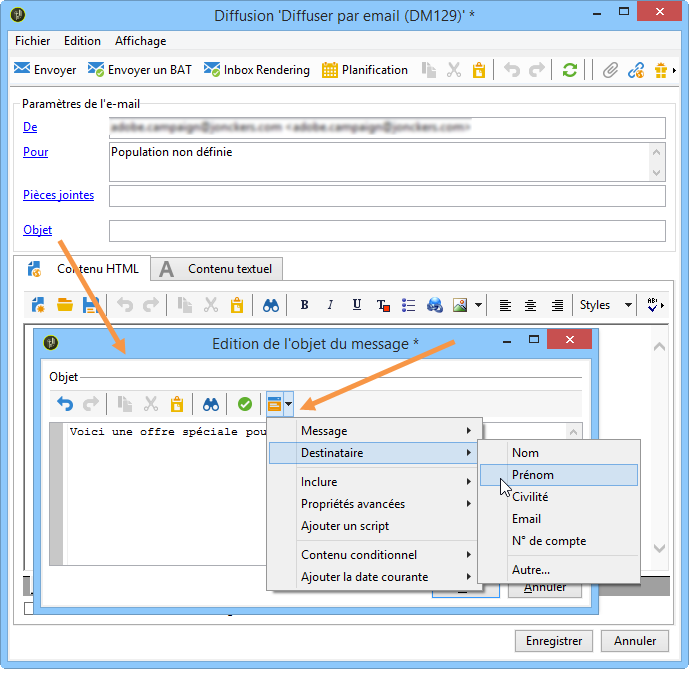 Diffusion 'Diffuser par email (DM129)' *
Fichier Edition Affichage
Envoyer Envoyer un BAT Inbox Rendering Planification
Paramètres de l'e-mail
De
Pour Population non définie
Pièces jointes
Objet
Contenu HTML A Contenu textuel
B I U T Styles ABC
Edition de l'objet du message *
Objet
Voici une offre spéciale pou
Message
Destinataire
Inclure
Propriétés avancées
Ajouter un script
Contenu conditionnel
Ajouter la date courante
Nom
Prénom
Civilité
Email
N° de compte
Autre...
Annuler
Enregistrer Annuler